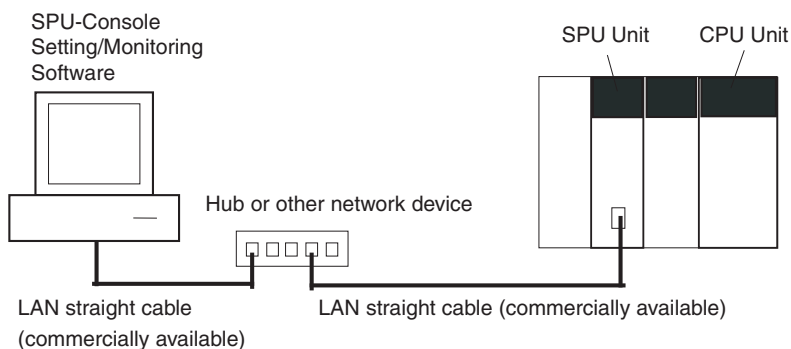 SPU-Console
Setting/Monitoring
Software
SPU Unit
CPU Unit
Hub or other network device
LAN straight cable
(commercially available)
LAN straight cable (commercially available)